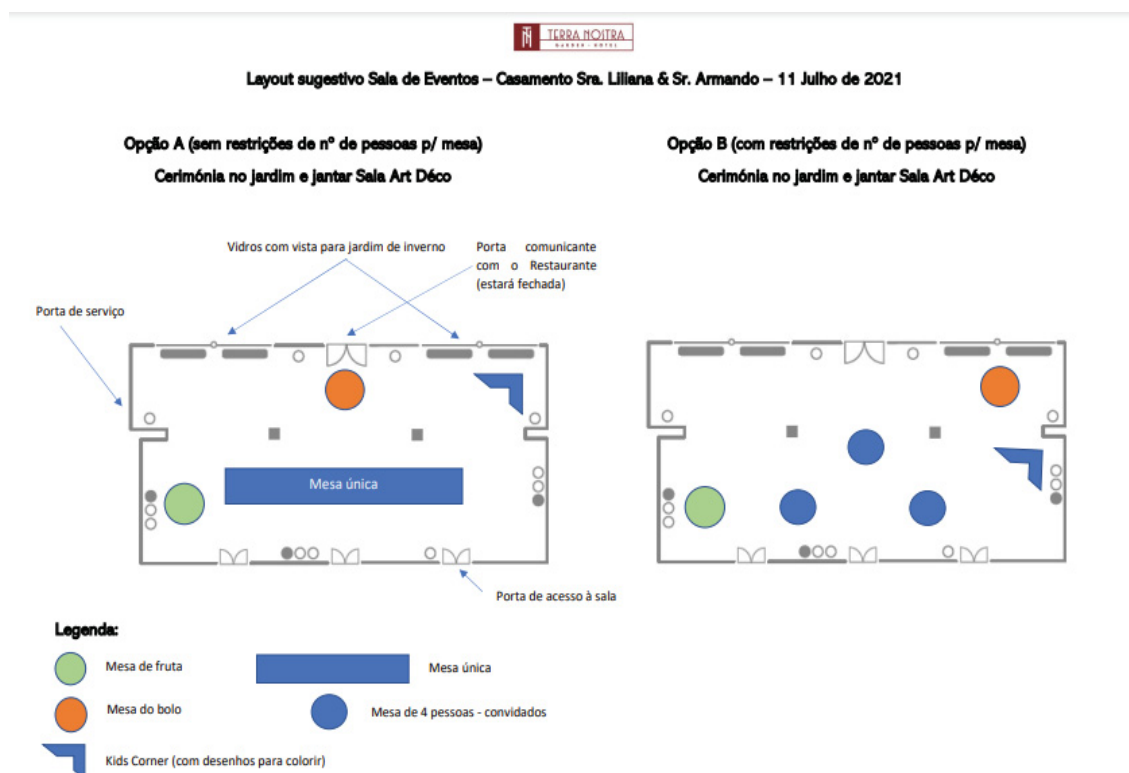 TERRA NOSTRA
GARDEN - HOTEL
Layout sugestivo Sala de Eventos – Casamento Sra. Liliana & Sr. Armando – 11 Julho de 2021
Opção A (sem restrições de nº de pessoas p/ mesa)
Cerimónia no jardim e jantar Sala Art Déco
Opção B (com restrições de nº de pessoas p/ mesa)
Cerimónia no jardim e jantar Sala Art Déco
Vidros com vista para jardim de inverno
Porta comunicante
com o Restaurante
(estará fechada)
Porta de serviço
Mesa única
Porta de acesso à sala
Legenda:
Mesa de fruta
Mesa única
Mesa do bolo
Mesa de 4 pessoas - convidados
Kids Corner (com desenhos para colorir)